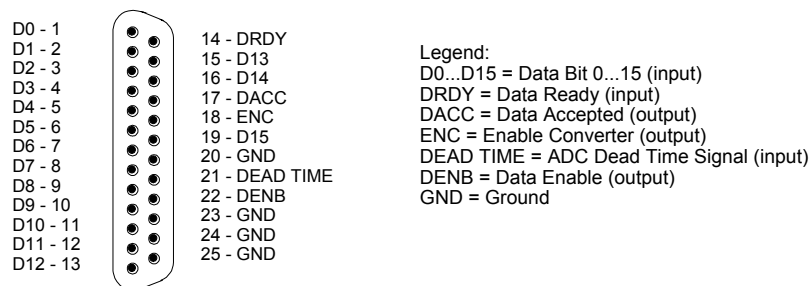 D0 - 1
D1 - 2
D2 - 3
D3 - 4
D4 - 5
D5 - 6
D6 - 7
D7 - 8
D8 - 9
D9 - 10
D10 - 11
D11 - 12
D12 - 13
14 - DRDY
15 - D13
16 - D14
17 - DACC
18 - ENC
19 - D15
20 - GND
21 - DEAD TIME
22 - DENB
23 - GND
24 - GND
25 - GND
Legend:
D0...D15 = Data Bit 0...15 (input)
DRDY = Data Ready (input)
DACC = Data Accepted (output)
ENC = Enable Converter (output)
DEAD TIME = ADC Dead Time Signal (input)
DENB = Data Enable (output)
GND = Ground